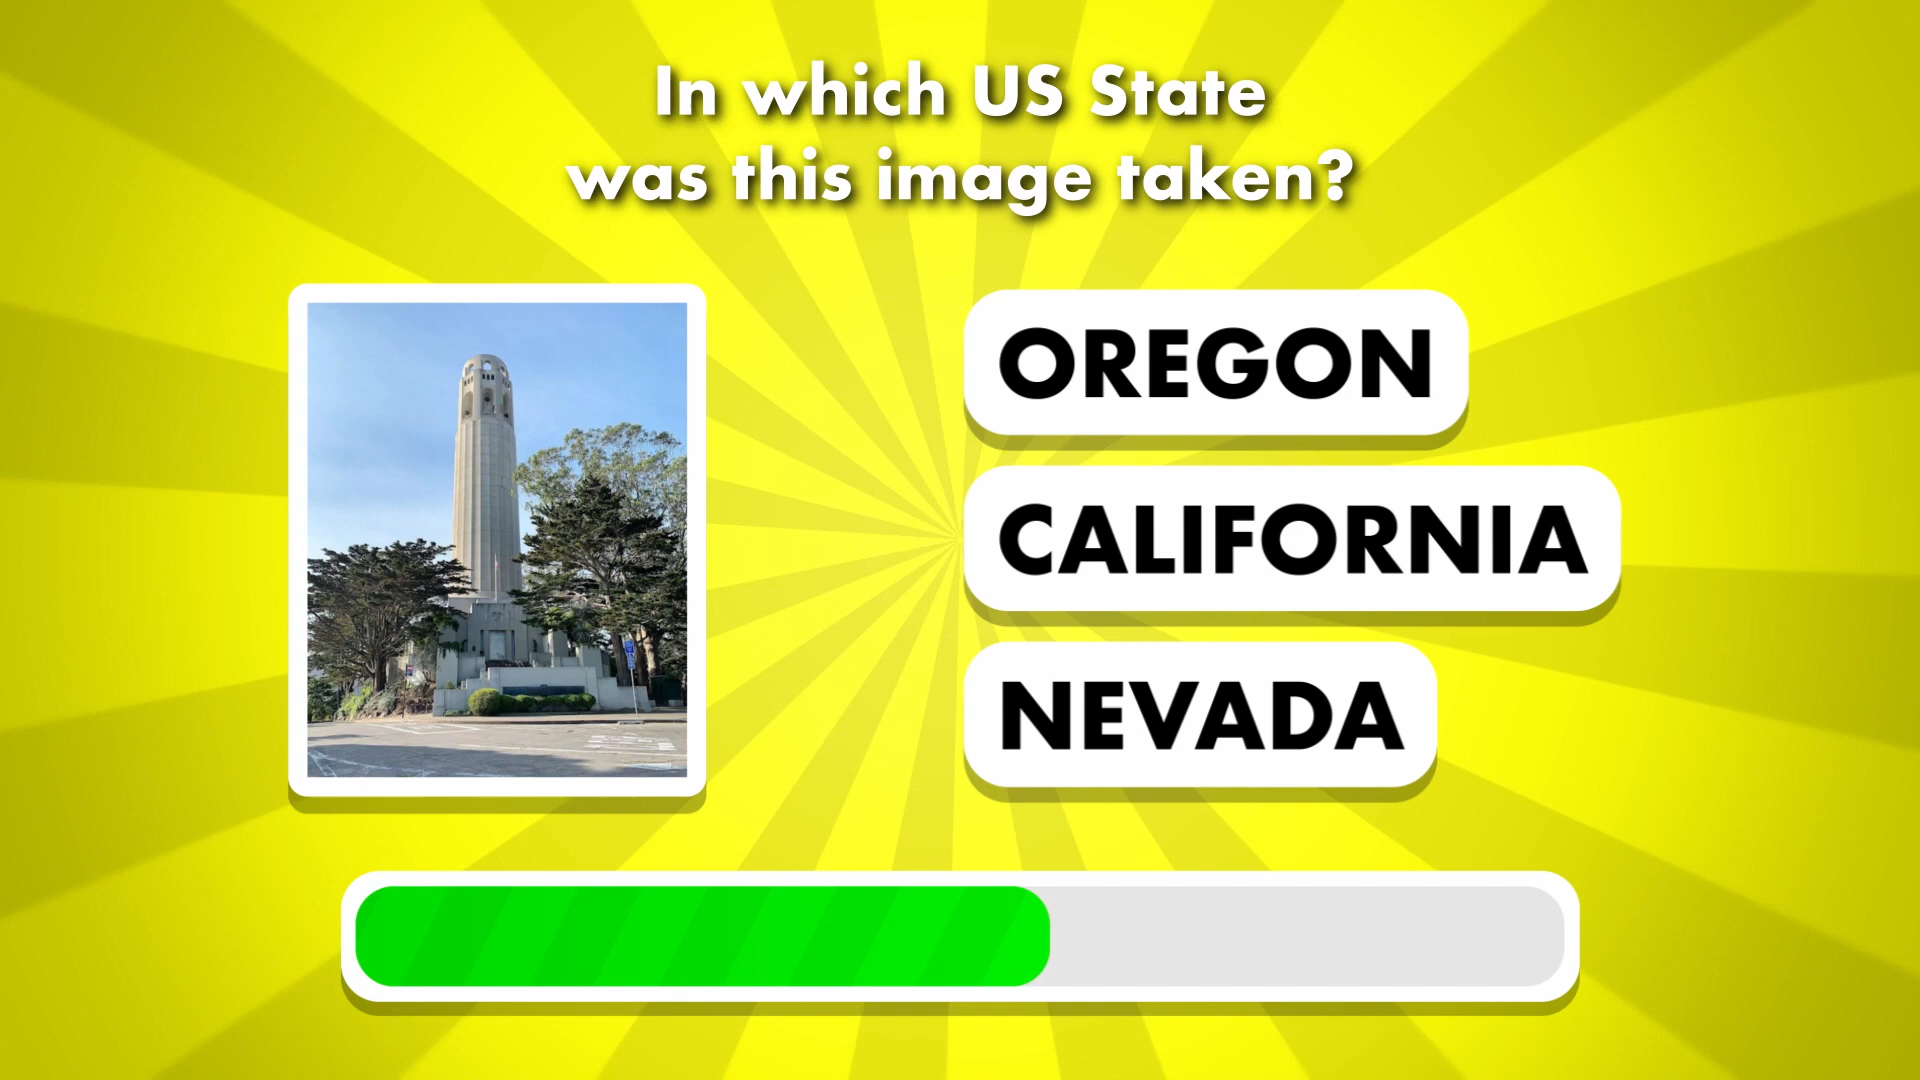 In which US State
was this image taken?
OREGON
CALIFORNIA
NEVADA